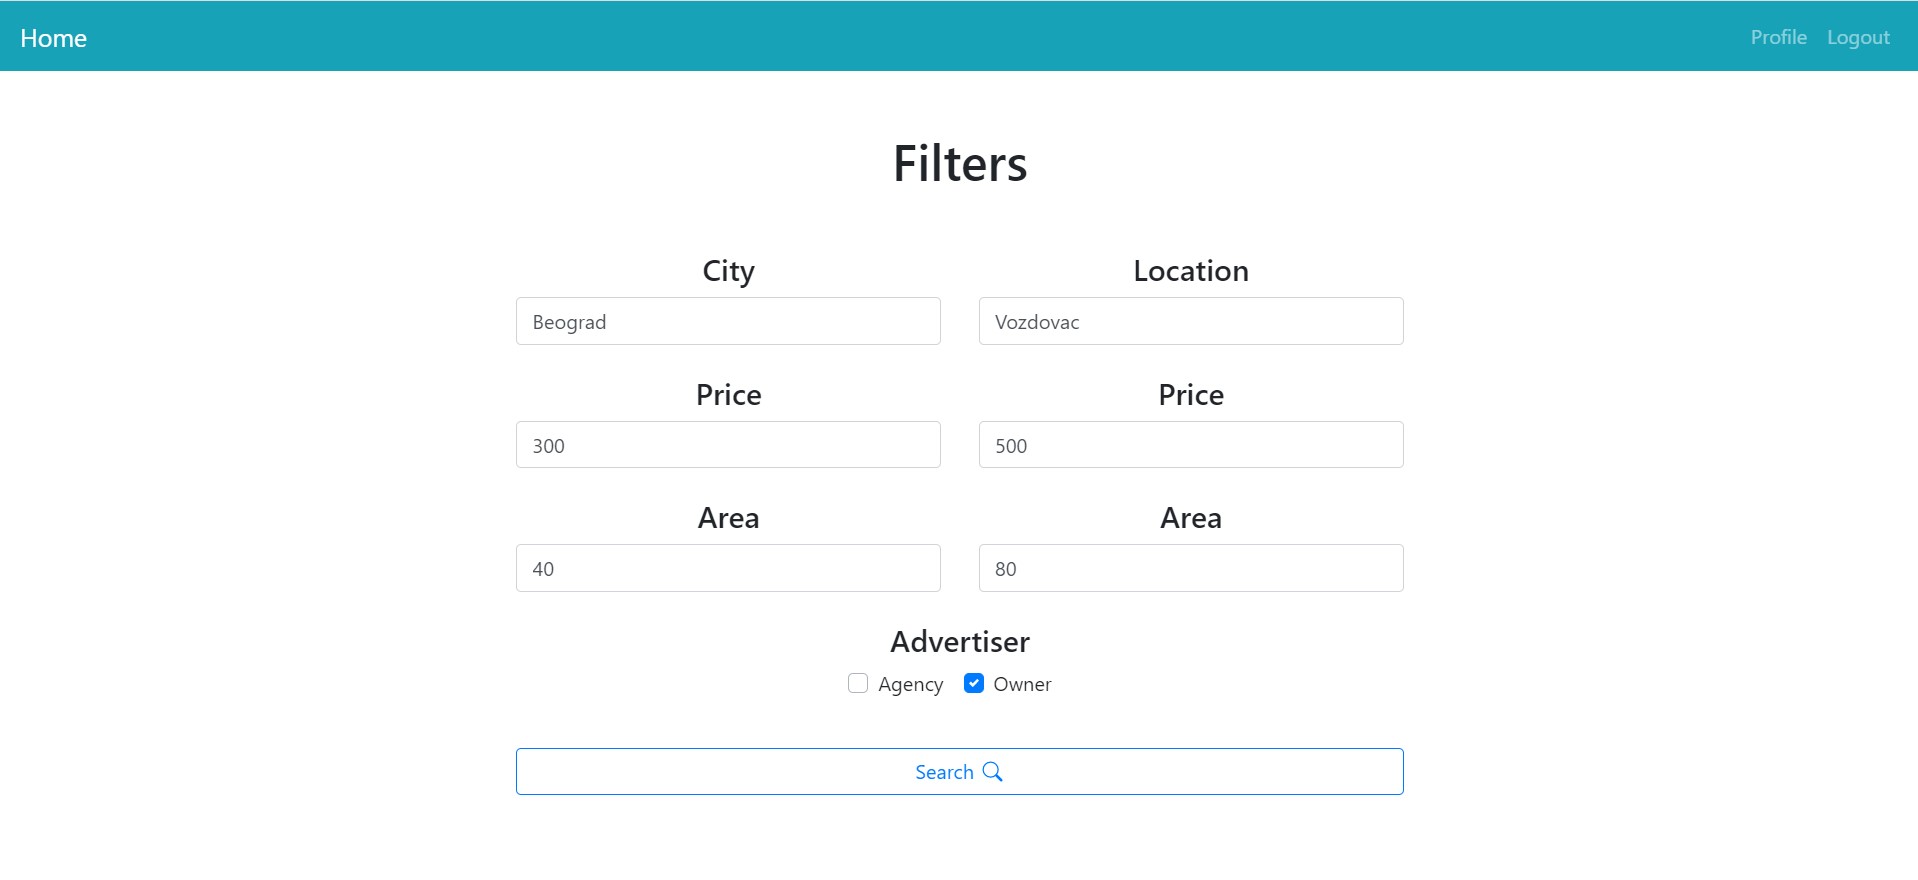 Home Profile Logout
Filters
City Location
Beograd Vozdovac
Price Price
300 500
Area Area
40 80
Advertiser
Agency Owner
Search